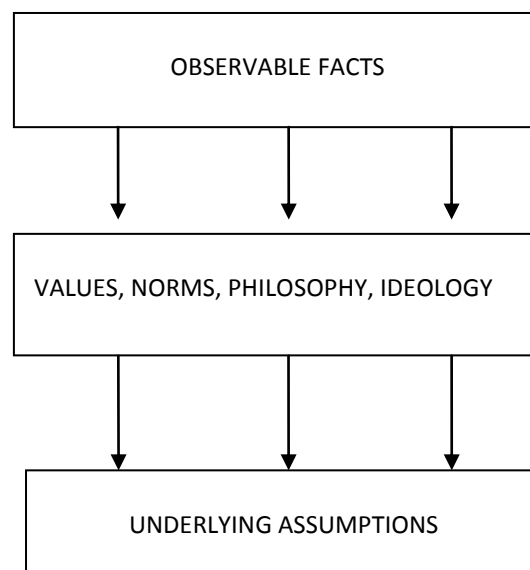 OBSERVABLE FACTS
VALUES, NORMS, PHILOSOPHY, IDEOLOGY
UNDERLYING ASSUMPTIONS